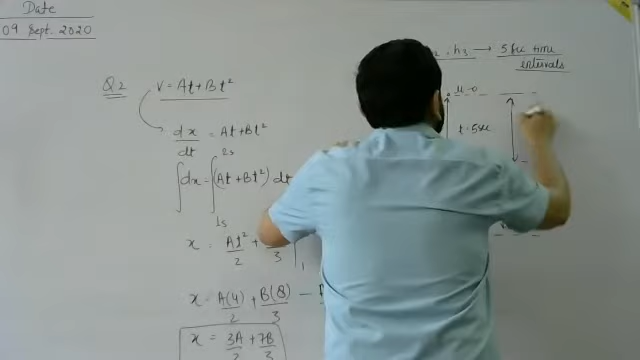 Date
09 Sept. 2020
h3 → 5 sec time
intervals
Q2 V = At + Bt²
dx/dt = At + Bt²
∫dx = ∫ 1s 2s (At + Bt²) dt
x = At²/2 + 3
x = A(4)/2 + B(8)/3 –
x = 3A/2 + 7B/3
u=0
t=5sec